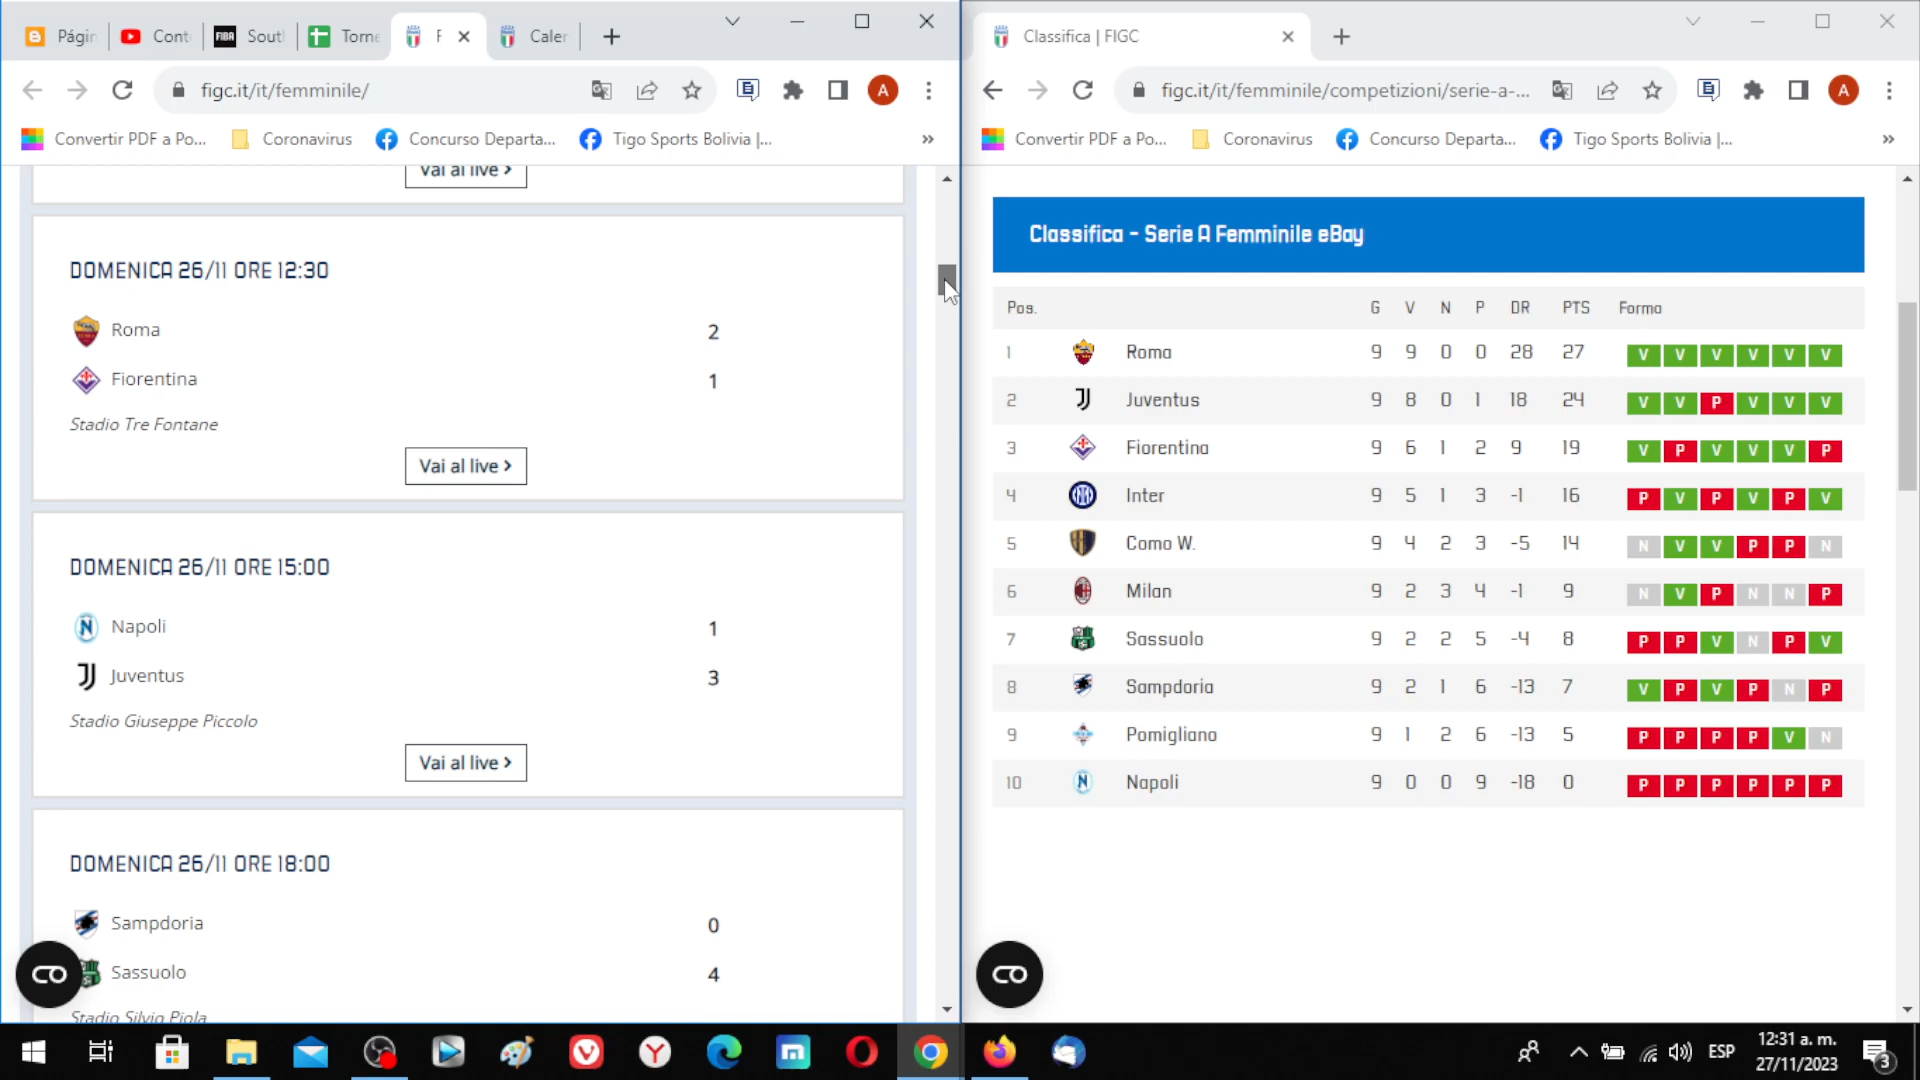 Págin
Cont
FIBA
Sout
Torne
F
Caler
figc.it/it/femminile/
A
Convertir PDF a Po...
Coronavirus
Concurso Departa...
Tigo Sports Bolivia |...
»
Vai al live >
DOMENICA 26/11 ORE 12:30
Roma 2
Fiorentina 1
Stadio Tre Fontane
Vai al live >
DOMENICA 26/11 ORE 15:00
Napoli 1
Juventus 3
Stadio Giuseppe Piccolo
Vai al live >
DOMENICA 26/11 ORE 18:00
Sampdoria 0
Sassuolo 4
Stadio Silvio Piola
Classifica | FIGC
figc.it/it/femminile/competizioni/serie-a-...
A
Convertir PDF a Po...
Coronavirus
Concurso Departa...
Tigo Sports Bolivia |...
»
Classifica - Serie A Femminile eBay
Pos. G V N P DR PTS Forma
1 Roma 9 9 0 0 28 27 V V V V V V
2 Juventus 9 8 0 1 18 24 V V P V V V
3 Fiorentina 9 6 1 2 9 19 V P V V V P
4 Inter 9 5 1 3 -1 16 P V P V P V
5 Como W. 9 4 2 3 -5 14 N V V P P N
6 Milan 9 2 3 4 -1 9 N V P N N P
7 Sassuolo 9 2 2 5 -4 8 P P V N P V
8 Sampdoria 9 2 1 6 -13 7 V P V P N P
9 Pomigliano 9 1 2 6 -13 5 P P P P V N
10 Napoli 9 0 0 9 -18 0 P P P P P P
ESP
12:31 a. m.
27/11/2023
3